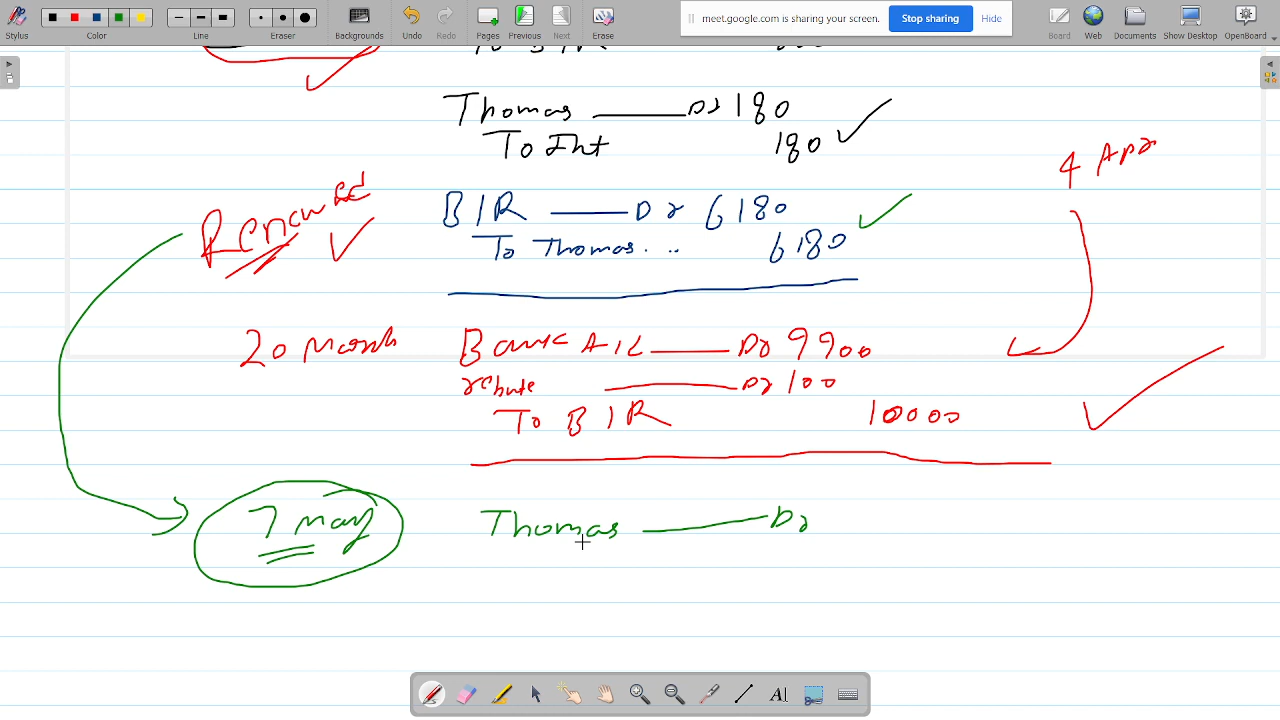 Stylus Color Line Eraser Backgrounds Undo Redo Pages Previous Next Erase
meet.google.com is sharing your screen. Stop sharing Hide
Board Web Documents Show Desktop OpenBoard
Thomas Dr 180
To Int 180
4 Apr
Renewed
B/R Dr 6180
To Thomas .. 6180
20 March Bank A/c Dr 9900
rebate Dr 100
To B/R 10000
7 may Thomas Dr